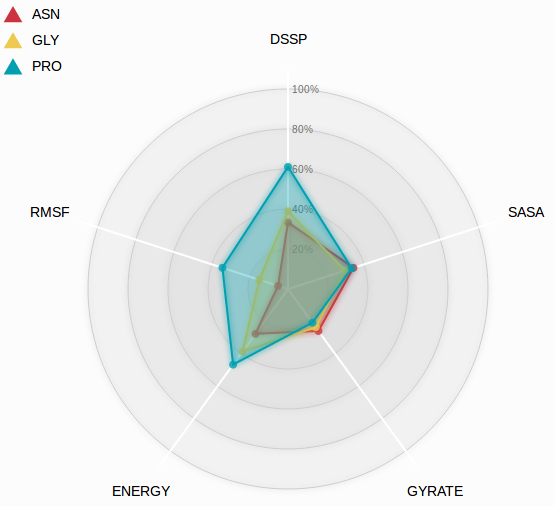 ASN
GLY
PRO
DSSP
100%
80%
60%
40%
20%
RMSF
SASA
ENERGY
GYRATE